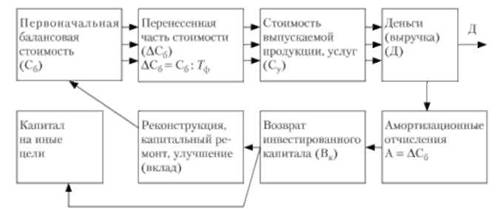 Первоначальная
балансовая
стоимость
(Сб)
Перенесенная
часть стоимости
(ΔСб)
ΔСб = Сб : Тф
Стоимость
выпускаемой
продукции, услуг
(Су)
Деньги
(выручка)
(Д)
Д
Капитал
на иные
цели
Реконструкция,
капитальный ре-
монт, улучшение
(вклад)
Возврат
инвестированного
капитала (Вк)
Амортизационные
отчисления
А = ΔСб